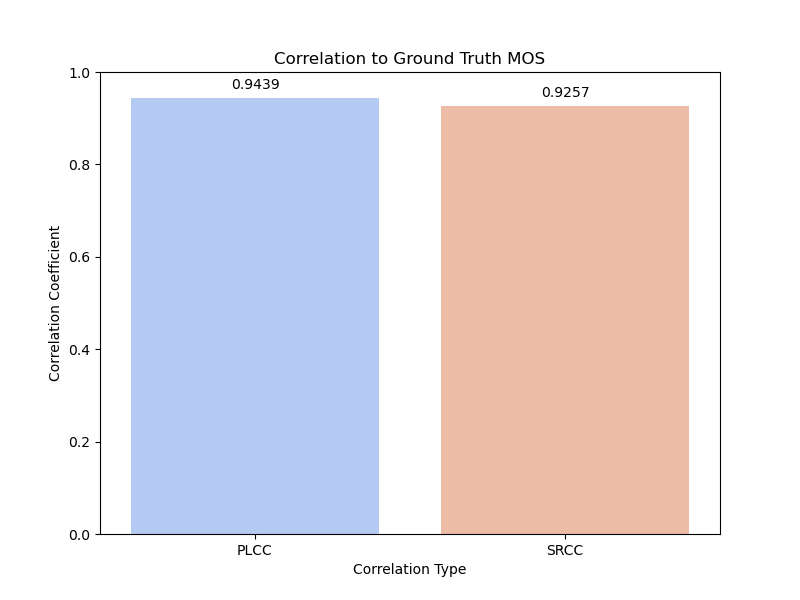 Correlation to Ground Truth MOS
1.0
0.8
0.6
0.4
0.2
0.0
Correlation Coefficient
0.9439
0.9257
PLCC
SRCC
Correlation Type